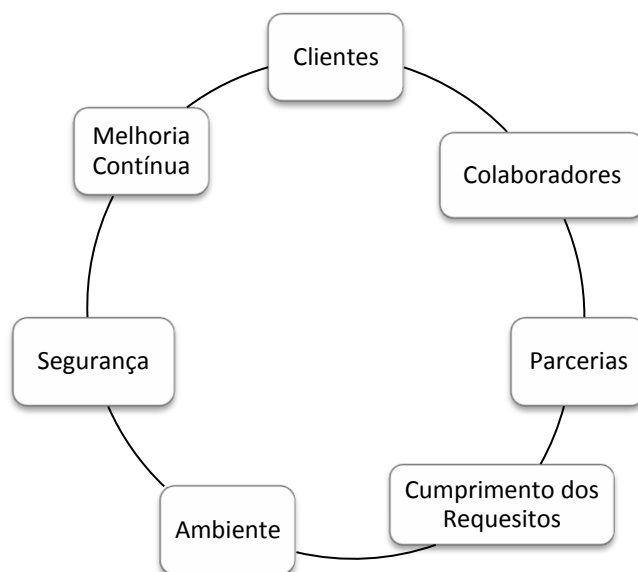 Clientes
Colaboradores
Parcerias
Cumprimento dos
Requesitos
Ambiente
Segurança
Melhoria
Contínua